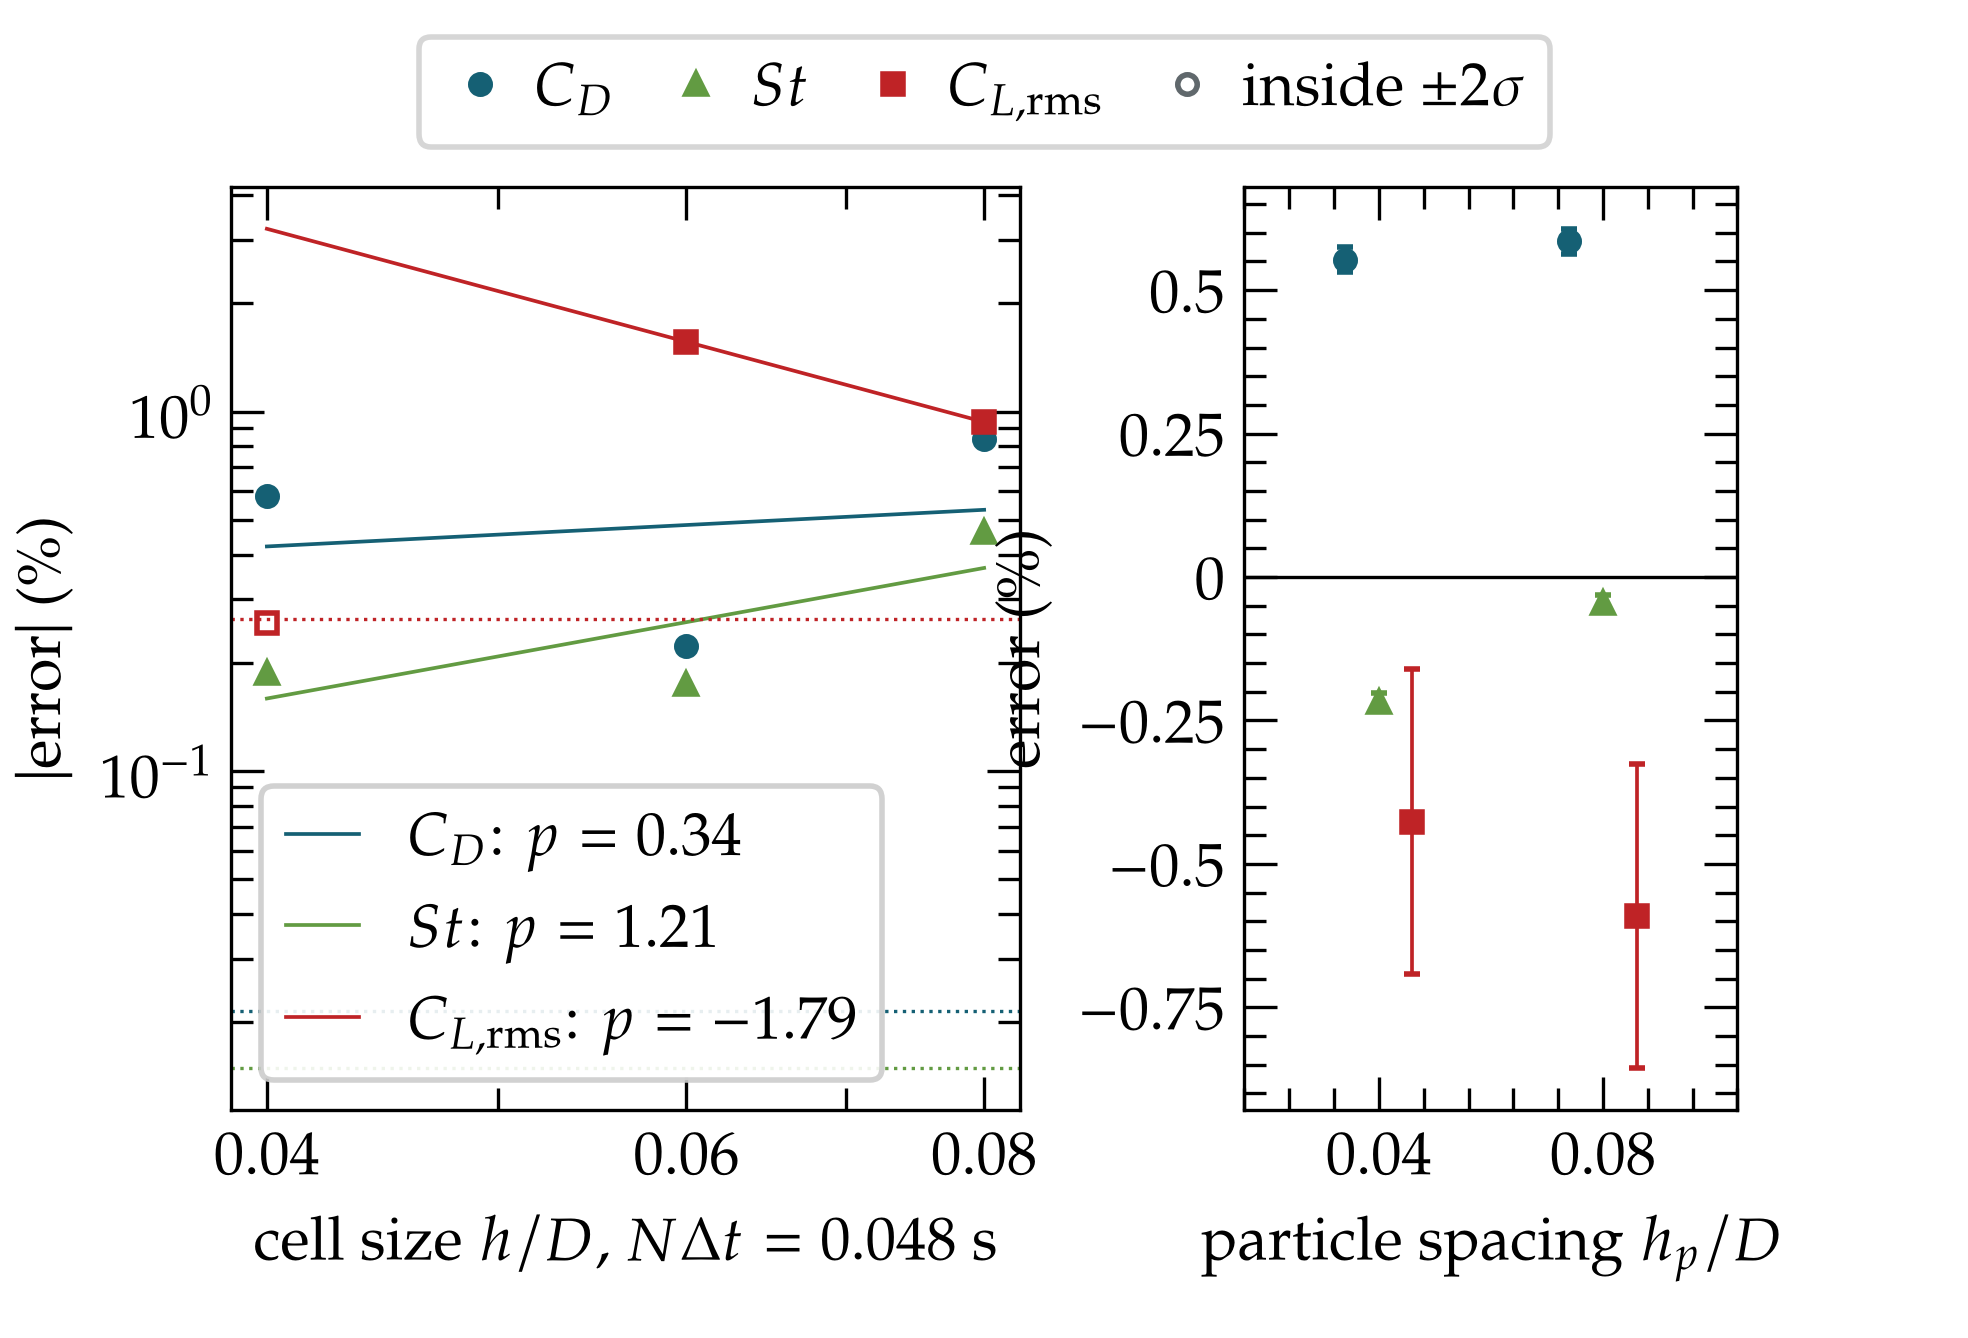 C_D St C_{L,rms} inside ±2σ
|error| (%)
10^0
10^{−1}
C_D: p = 0.34
St: p = 1.21
C_{L,rms}: p = −1.79
0.04 0.06 0.08
cell size h/D, NΔt = 0.048 s
error (%)
0.5
0.25
0
−0.25
−0.5
−0.75
0.04 0.08
particle spacing h_p/D